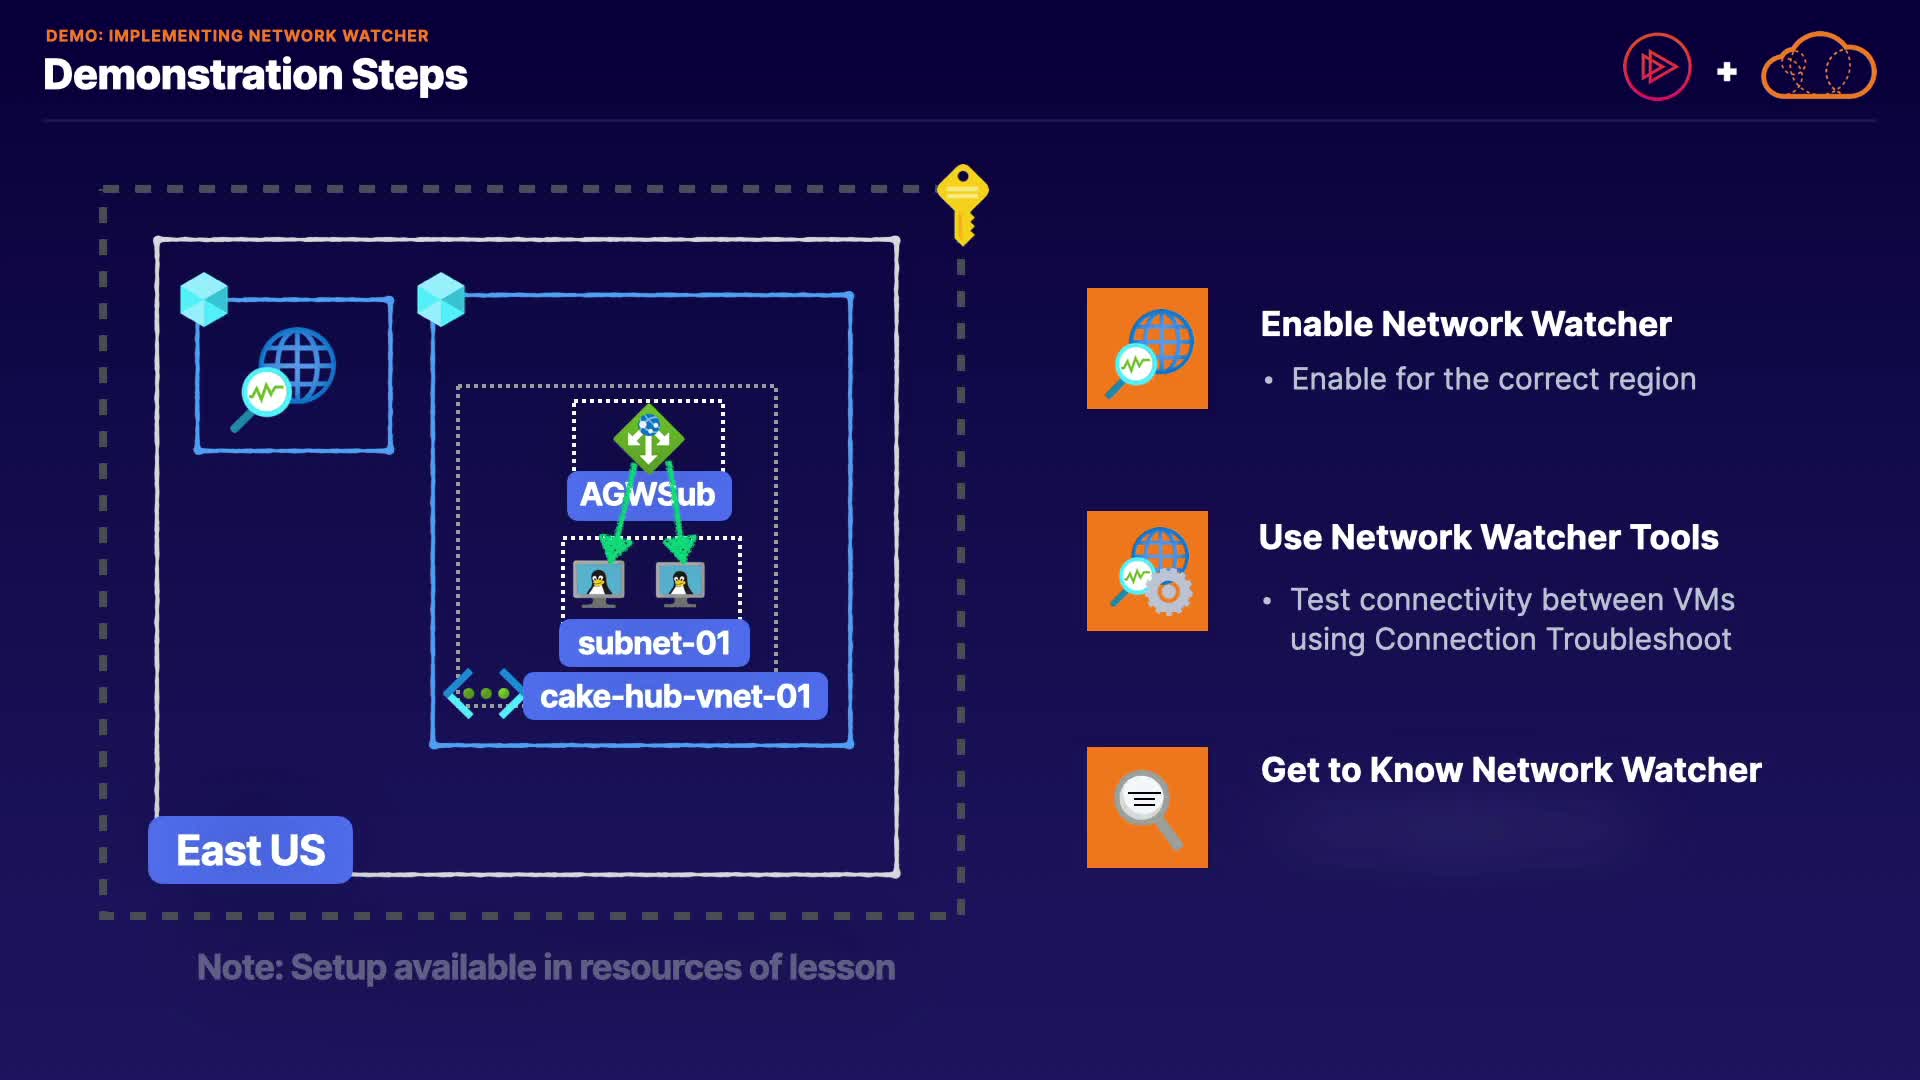 DEMO: IMPLEMENTING NETWORK WATCHER
Demonstration Steps
AGWSub
subnet-01
cake-hub-vnet-01
East US
Note: Setup available in resources of lesson
Enable Network Watcher
• Enable for the correct region
Use Network Watcher Tools
• Test connectivity between VMs
using Connection Troubleshoot
Get to Know Network Watcher